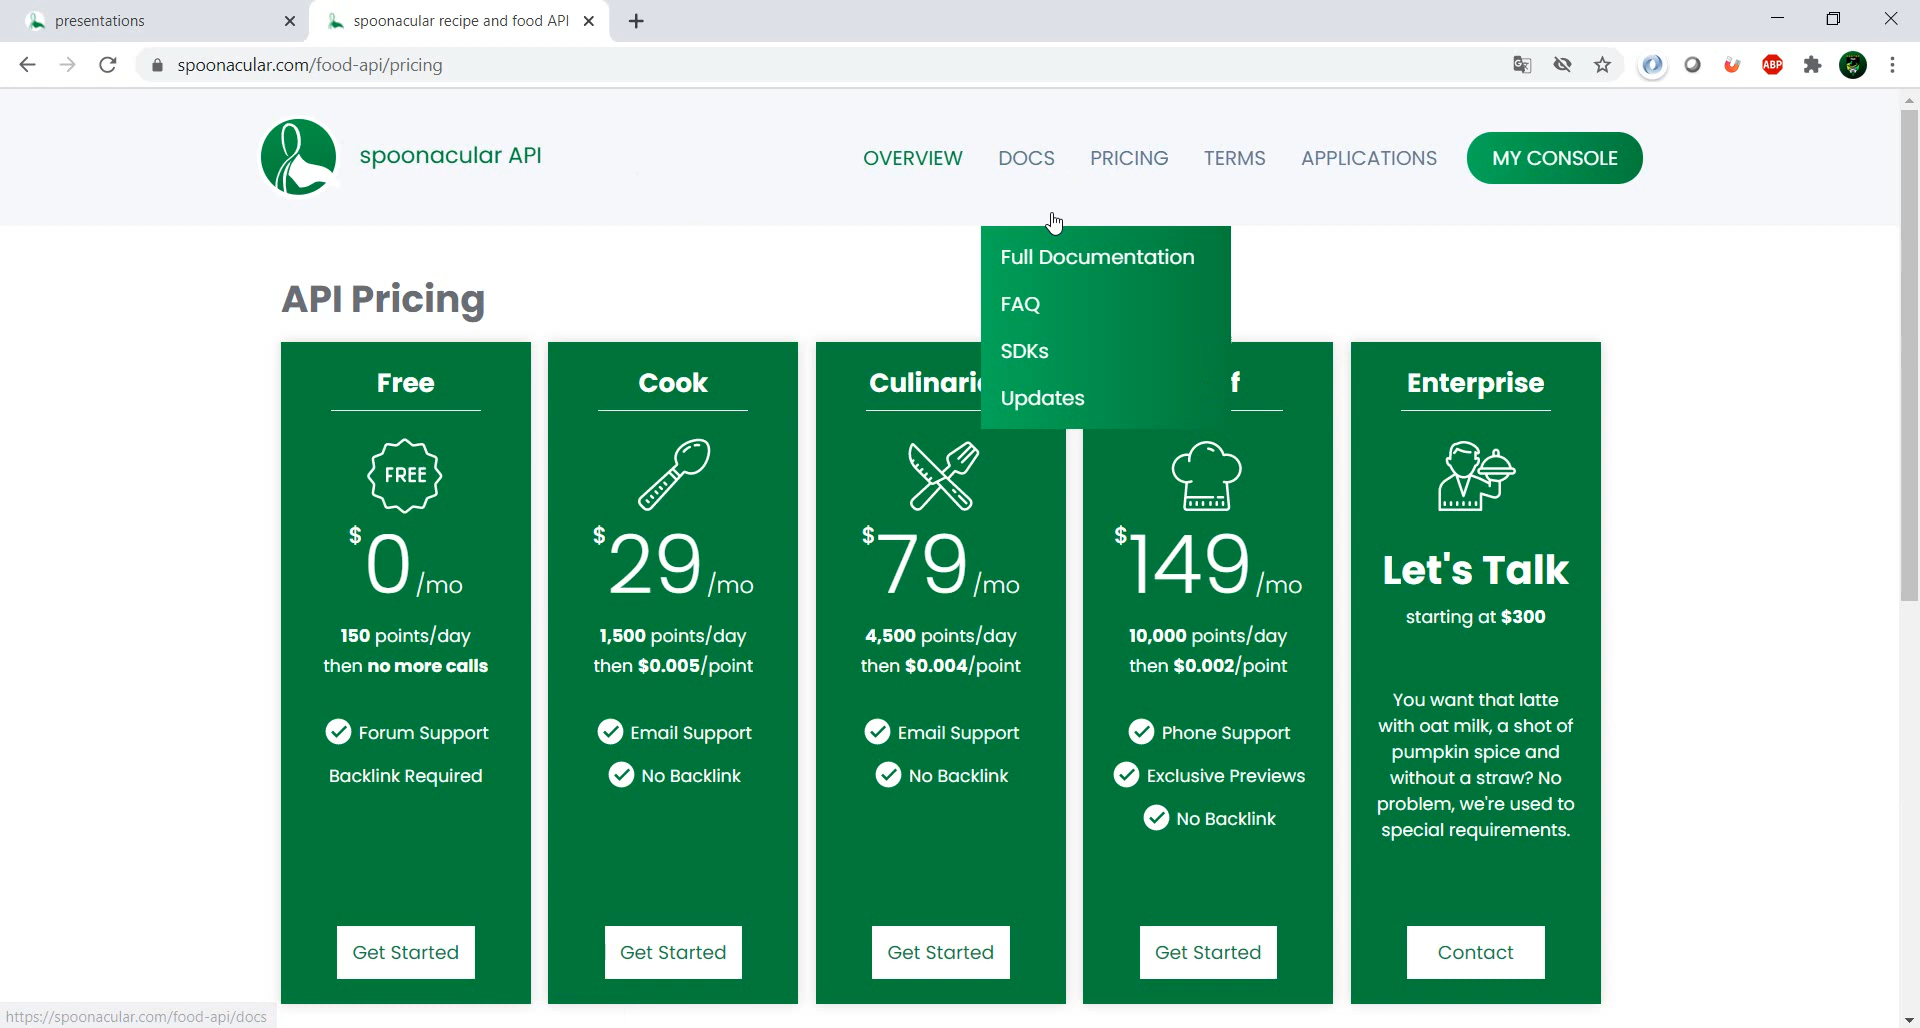 presentations
spoonacular recipe and food API
spoonacular.com/food-api/pricing
ABP
spoonacular API
OVERVIEW
DOCS
PRICING
TERMS
APPLICATIONS
MY CONSOLE
Full Documentation
FAQ
SDKs
Updates
API Pricing
Free
FREE
$0/mo
150 points/day
then no more calls
Forum Support
Backlink Required
Get Started
Cook
$29/mo
1,500 points/day
then $0.005/point
Email Support
No Backlink
Get Started
Culinari
$79/mo
4,500 points/day
then $0.004/point
Email Support
No Backlink
Get Started
f
$149/mo
10,000 points/day
then $0.002/point
Phone Support
Exclusive Previews
No Backlink
Get Started
Enterprise
Let's Talk
starting at $300
You want that latte
with oat milk, a shot of
pumpkin spice and
without a straw? No
problem, we're used to
special requirements.
Contact
https://spoonacular.com/food-api/docs